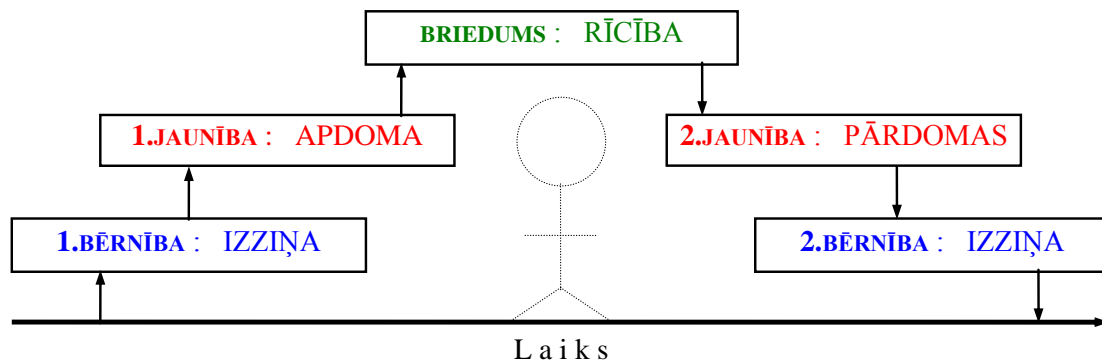 BRIEDUMS : RĪCĪBA
1.JAUNĪBA : APDOMA
2.JAUNĪBA : PĀRDOMAS
1.BĒRNĪBA : IZZIŅA
2.BĒRNĪBA : IZZIŅA
Laiks